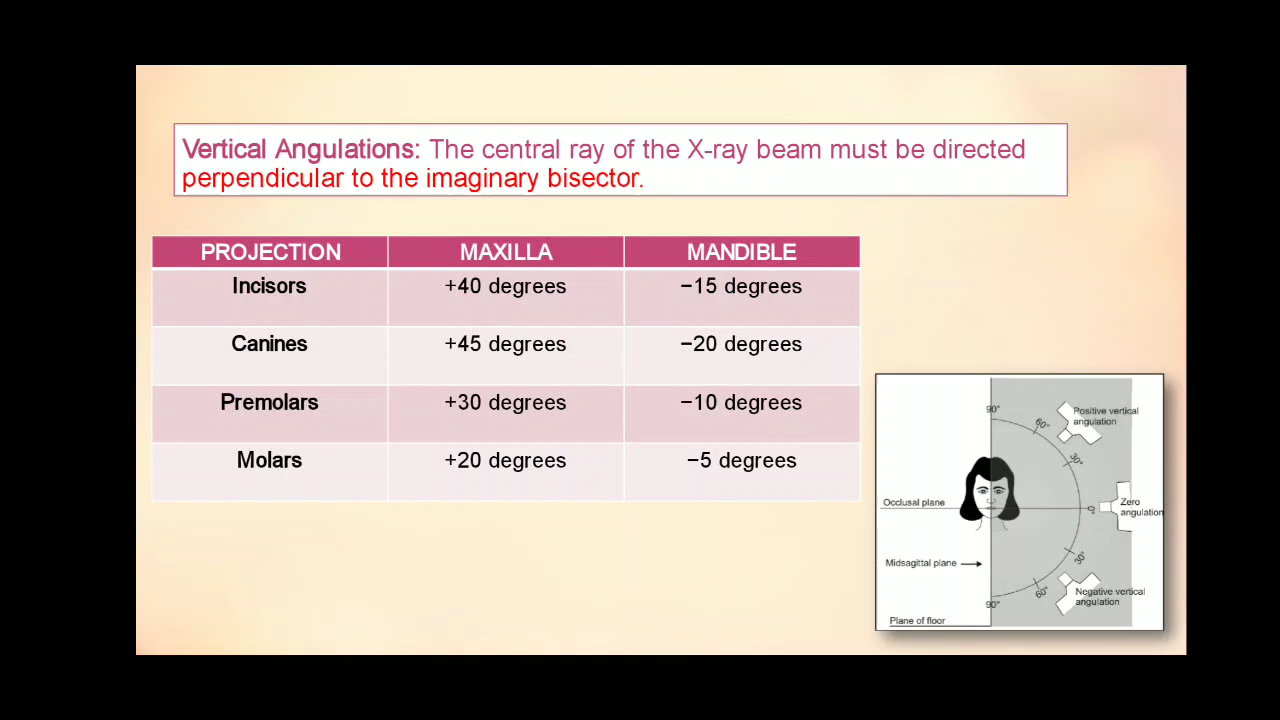 Vertical Angulations: The central ray of the X-ray beam must be directed
perpendicular to the imaginary bisector.
PROJECTION MAXILLA MANDIBLE
Incisors +40 degrees −15 degrees
Canines +45 degrees −20 degrees
Premolars +30 degrees −10 degrees
Molars +20 degrees −5 degrees
90°
60°
Positive vertical
angulation
30°
Occlusal plane
0°
Zero
angulation
30°
Midsagittal plane
60°
Negative vertical
angulation
90°
Plane of floor